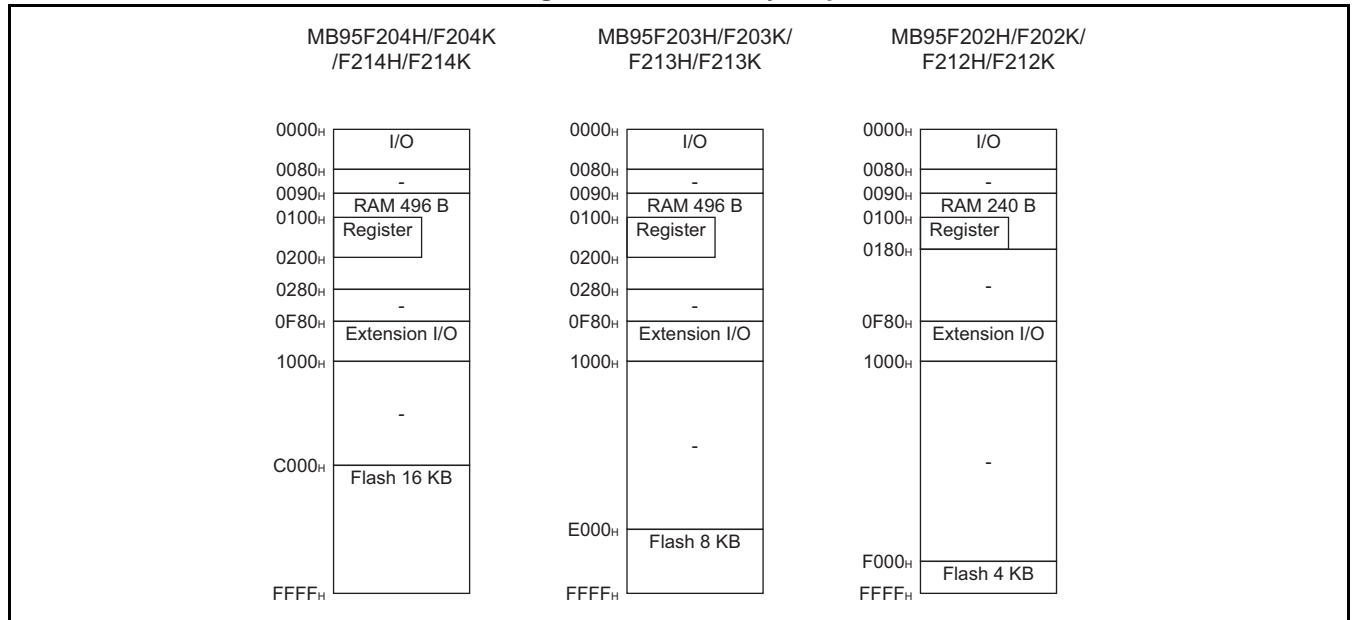 MB95F204H/F204K
/F214H/F214K
0000H
I/O
0080H
-
0090H
RAM 496 B
0100H
Register
0200H
0280H
-
0F80H
Extension I/O
1000H
-
C000H
Flash 16 KB
FFFFH
MB95F203H/F203K/
F213H/F213K
0000H
I/O
0080H
-
0090H
RAM 496 B
0100H
Register
0200H
0280H
-
0F80H
Extension I/O
1000H
-
E000H
Flash 8 KB
FFFFH
MB95F202H/F202K/
F212H/F212K
0000H
I/O
0080H
-
0090H
RAM 240 B
0100H
Register
0180H
-
0F80H
Extension I/O
1000H
-
F000H
Flash 4 KB
FFFFH